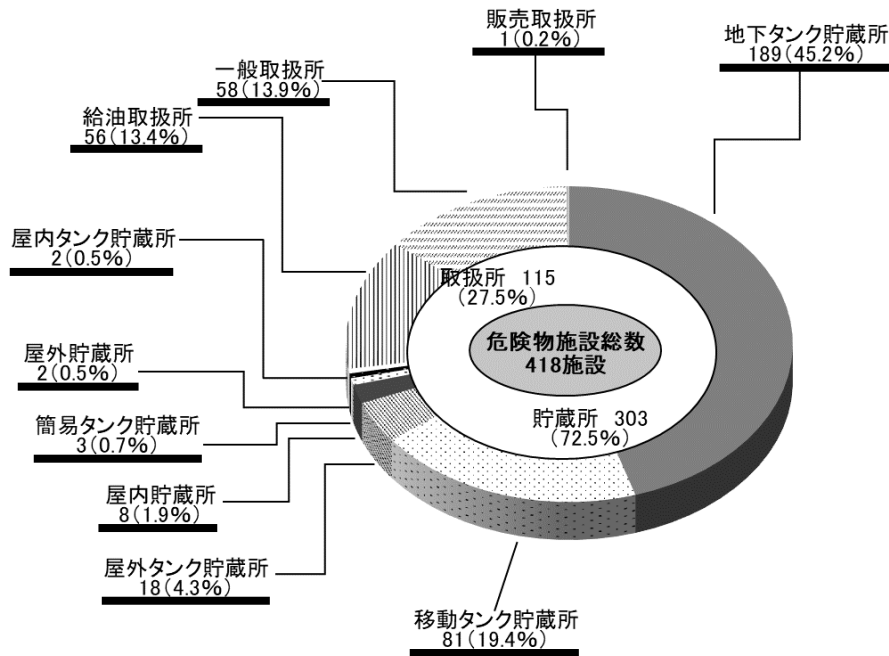 販売取扱所
1(0.2%)
地下タンク貯蔵所
189(45.2%)
一般取扱所
58(13.9%)
給油取扱所
56(13.4%)
屋内タンク貯蔵所
2(0.5%)
取扱所 115
(27.5%)
危険物施設総数
418施設
屋外貯蔵所
2(0.5%)
簡易タンク貯蔵所
3(0.7%)
貯蔵所 303
(72.5%)
屋内貯蔵所
8(1.9%)
屋外タンク貯蔵所
18(4.3%)
移動タンク貯蔵所
81(19.4%)